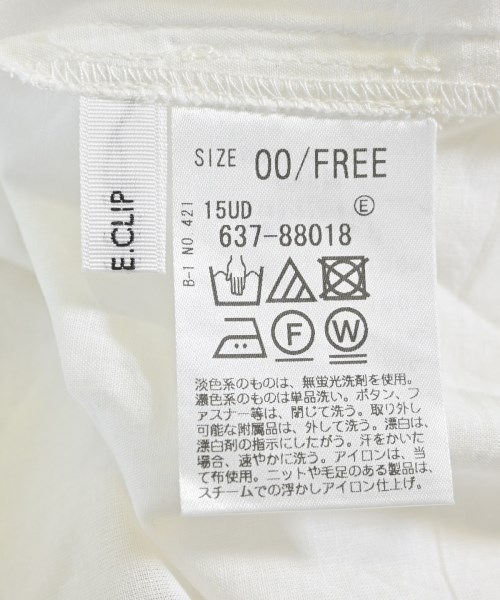 E.CLIP
SIZE 00/FREE
B-1 NO.421
15UD Ⓔ
637-88018
F W
淡色系のものは、無蛍光洗剤を使用。
濃色系のものは単品洗い。ボタン、フ
ァスナー等は、閉じて洗う。取り外し
可能な附属品は、外して洗う。漂白は、
漂白剤の指示にしたがう。汗をかいた
場合、速やかに洗う。アイロンは、当
て布使用。ニットや毛足のある製品は、
スチームでの浮かしアイロン仕上げ。